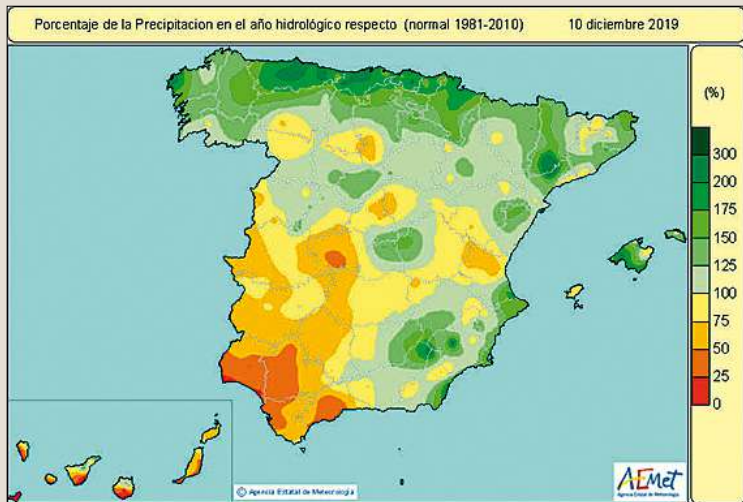 Porcentaje de la Precipitacion en el año hidrológico respecto (normal 1981-2010) 10 diciembre 2019
(%)
300
200
175
150
125
100
75
50
25
0
© Agencia Estatal de Meteorología
AEMet
Agencia Estatal de Meteorología